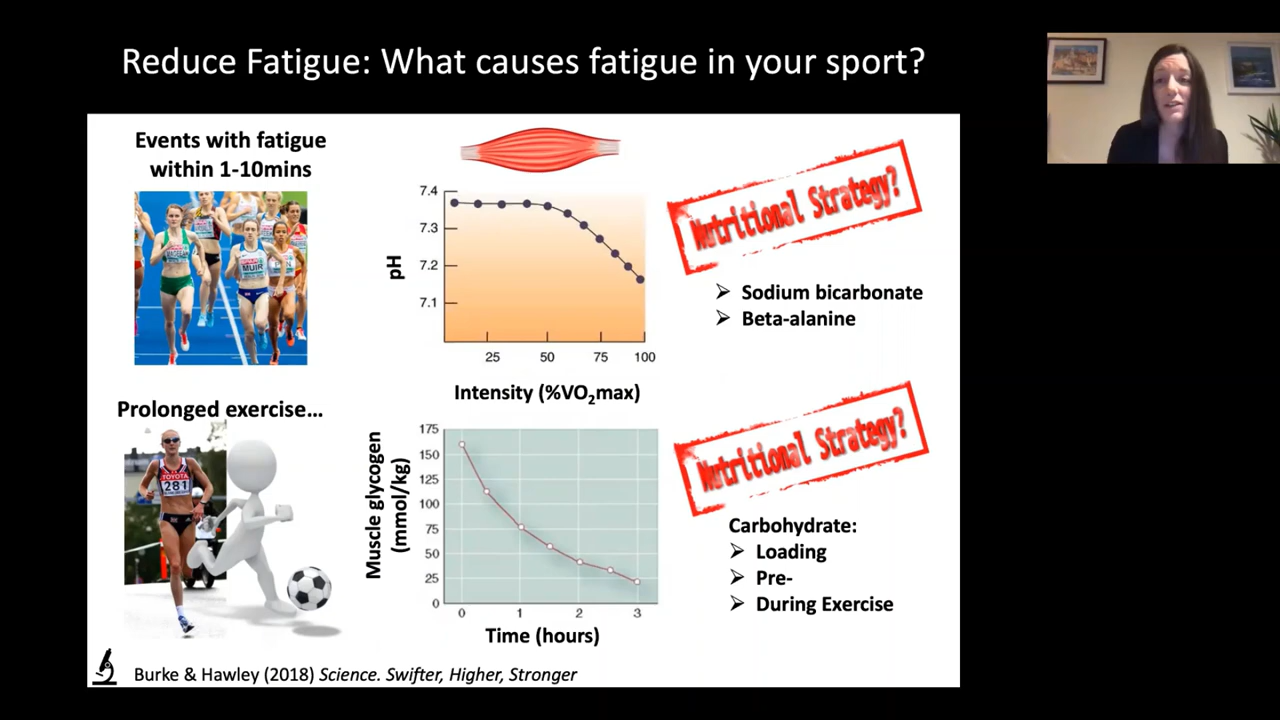 Reduce Fatigue: What causes fatigue in your sport?
Events with fatigue
within 1-10mins
MUIR
7.4
7.3
7.2
7.1
pH
25 50 75 100
Intensity (%VO₂max)
Nutritional Strategy?
➢ Sodium bicarbonate
➢ Beta-alanine
Prolonged exercise…
TOYOTA
281
Muscle glycogen
(mmol/kg)
175
150
125
100
75
50
25
0
0 1 2 3
Time (hours)
Nutritional Strategy?
Carbohydrate:
➢ Loading
➢ Pre-
➢ During Exercise
Burke & Hawley (2018) Science. Swifter, Higher, Stronger